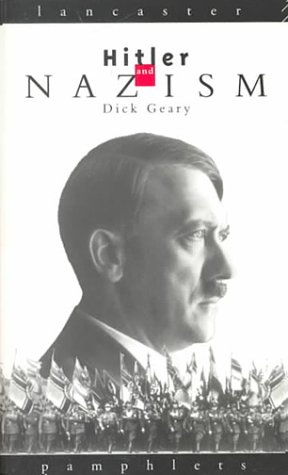 lancaster
Hitler
and
NAZISM
Dick Geary
pamphlets